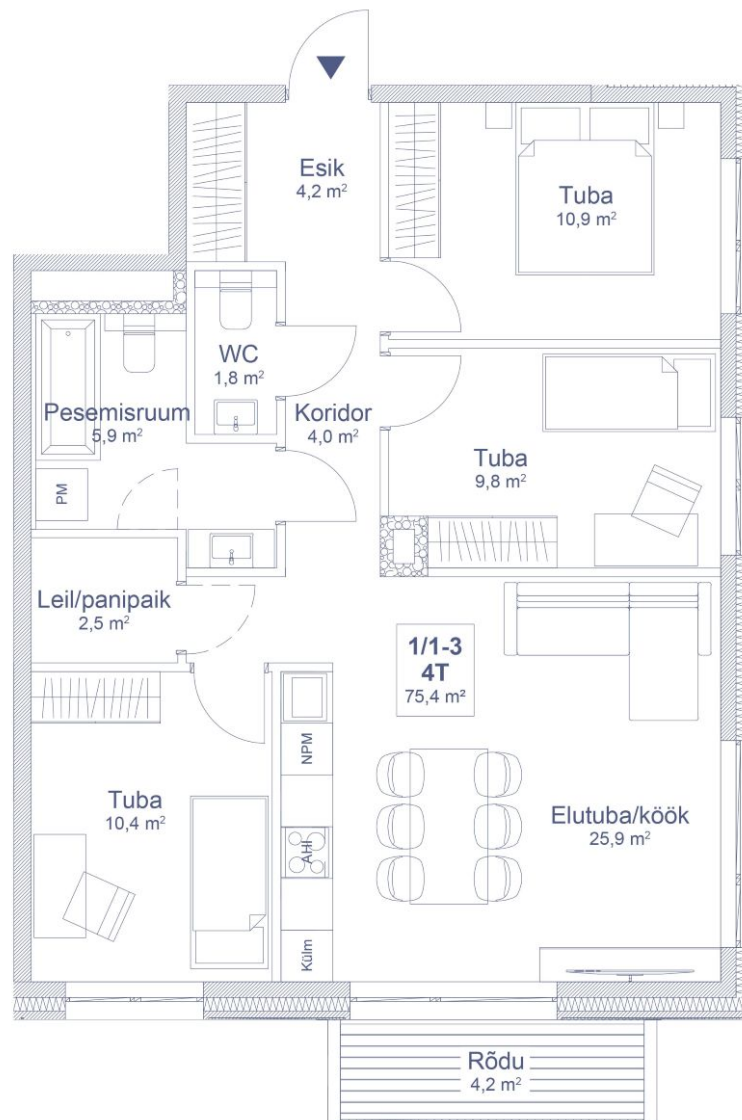 Esik
4,2 m²
Tuba
10,9 m²
WC
1,8 m²
Pesemisruum
5,9 m²
Koridor
4,0 m²
Tuba
9,8 m²
PM
Leil/panipaik
2,5 m²
1/1-3
4T
75,4 m²
NPM
Tuba
10,4 m²
AHI
Elutuba/köök
25,9 m²
Külm
Rõdu
4,2 m²